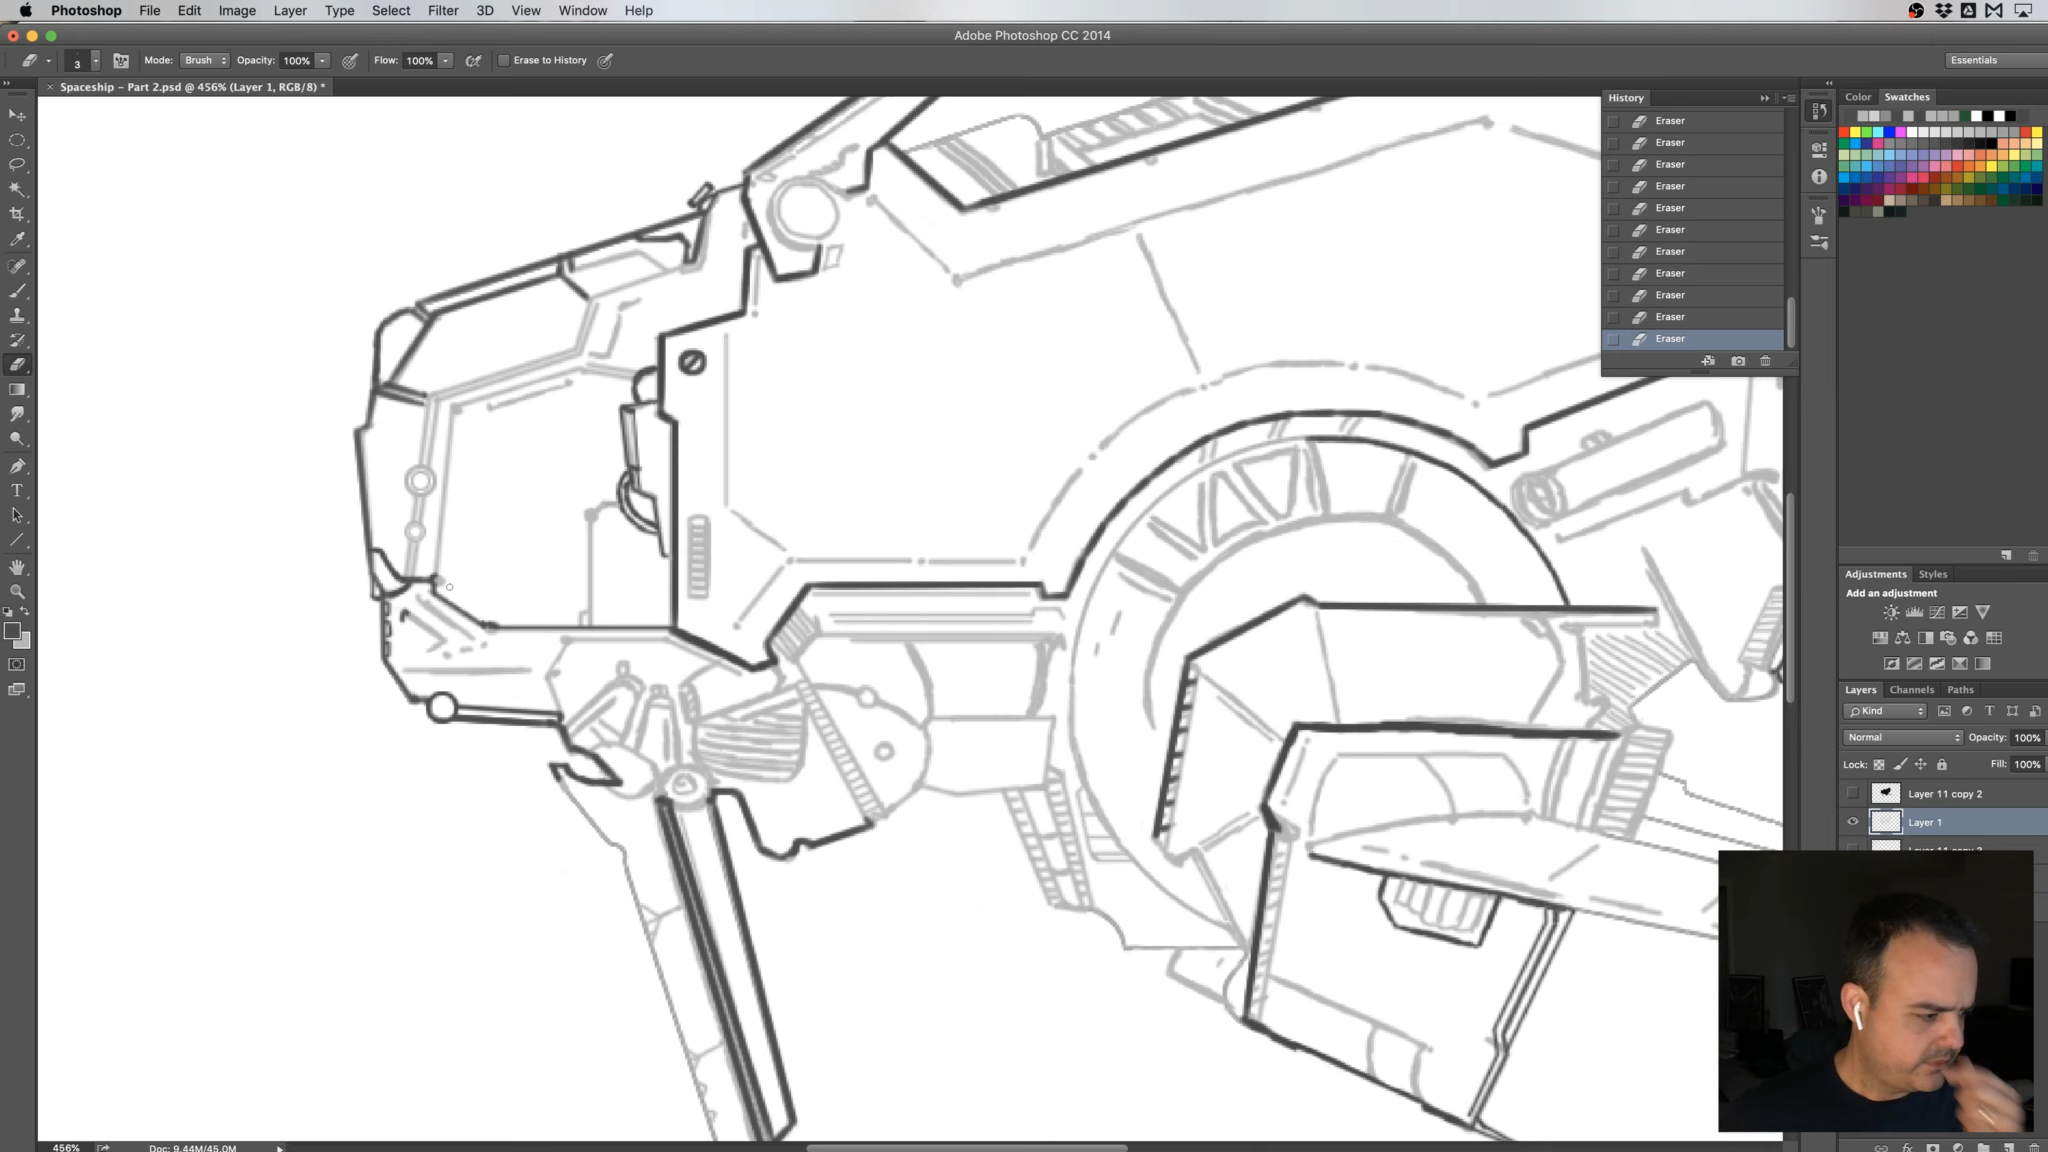 Photoshop File Edit Image Layer Type Select Filter 3D View Window Help
Adobe Photoshop CC 2014
3 Mode: Brush Opacity: 100% Flow: 100% Erase to History Essentials
× Spaceship – Part 2.psd @ 456% (Layer 1, RGB/8) *
History
Eraser
Eraser
Eraser
Eraser
Eraser
Eraser
Eraser
Eraser
Eraser
Eraser
Eraser
Color Swatches
Adjustments Styles
Add an adjustment
Layers Channels Paths
Kind
Normal Opacity: 100%
Lock: Fill: 100%
Layer 11 copy 2
Layer 1
456% Doc: 9.44M/45.0M